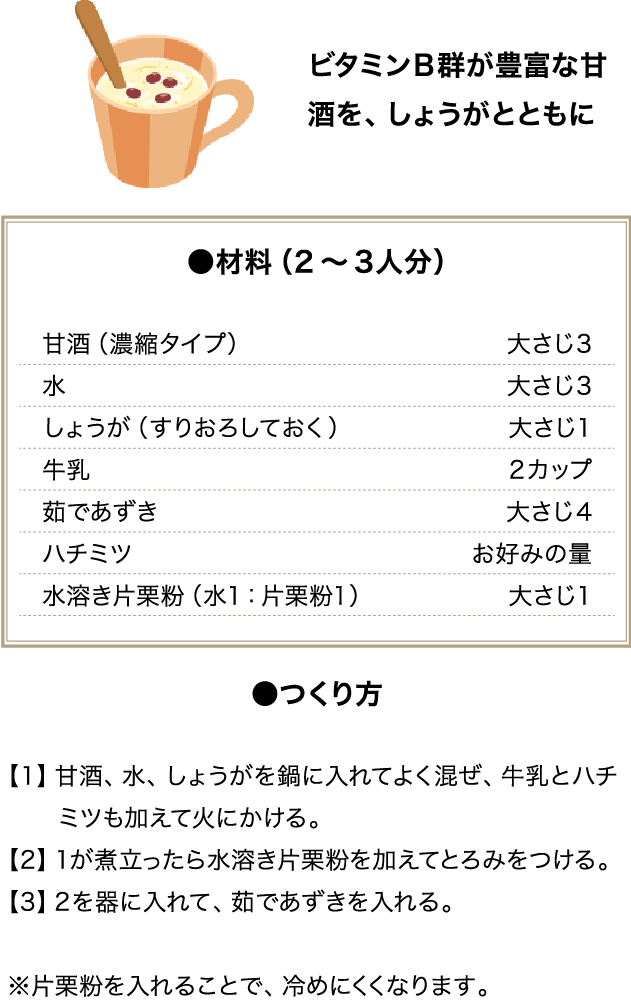 ビタミンB群が豊富な甘
酒を、しょうがとともに
●材料（2～3人分）
甘酒（濃縮タイプ） 大さじ3
水 大さじ3
しょうが（すりおろしておく） 大さじ1
牛乳 2カップ
茹であずき 大さじ4
ハチミツ お好みの量
水溶き片栗粉（水1：片栗粉1） 大さじ1
●つくり方
【1】甘酒、水、しょうがを鍋に入れてよく混ぜ、牛乳とハチ
ミツも加えて火にかける。
【2】1が煮立ったら水溶き片栗粉を加えてとろみをつける。
【3】2を器に入れて、茹であずきを入れる。
※片栗粉を入れることで、冷めにくくなります。